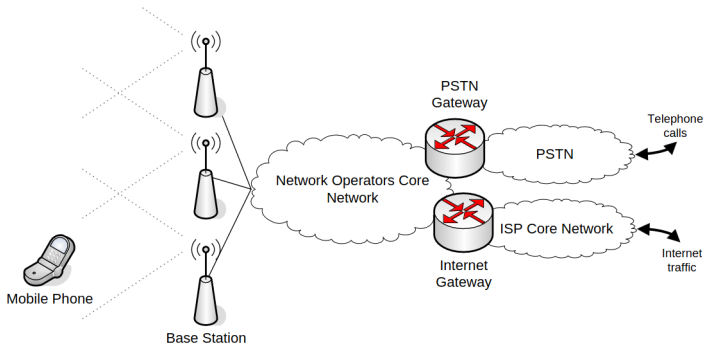 PSTN
Gateway
Telephone
calls
PSTN
Network Operators Core
Network
ISP Core Network
Internet
traffic
Internet
Gateway
Mobile Phone
Base Station